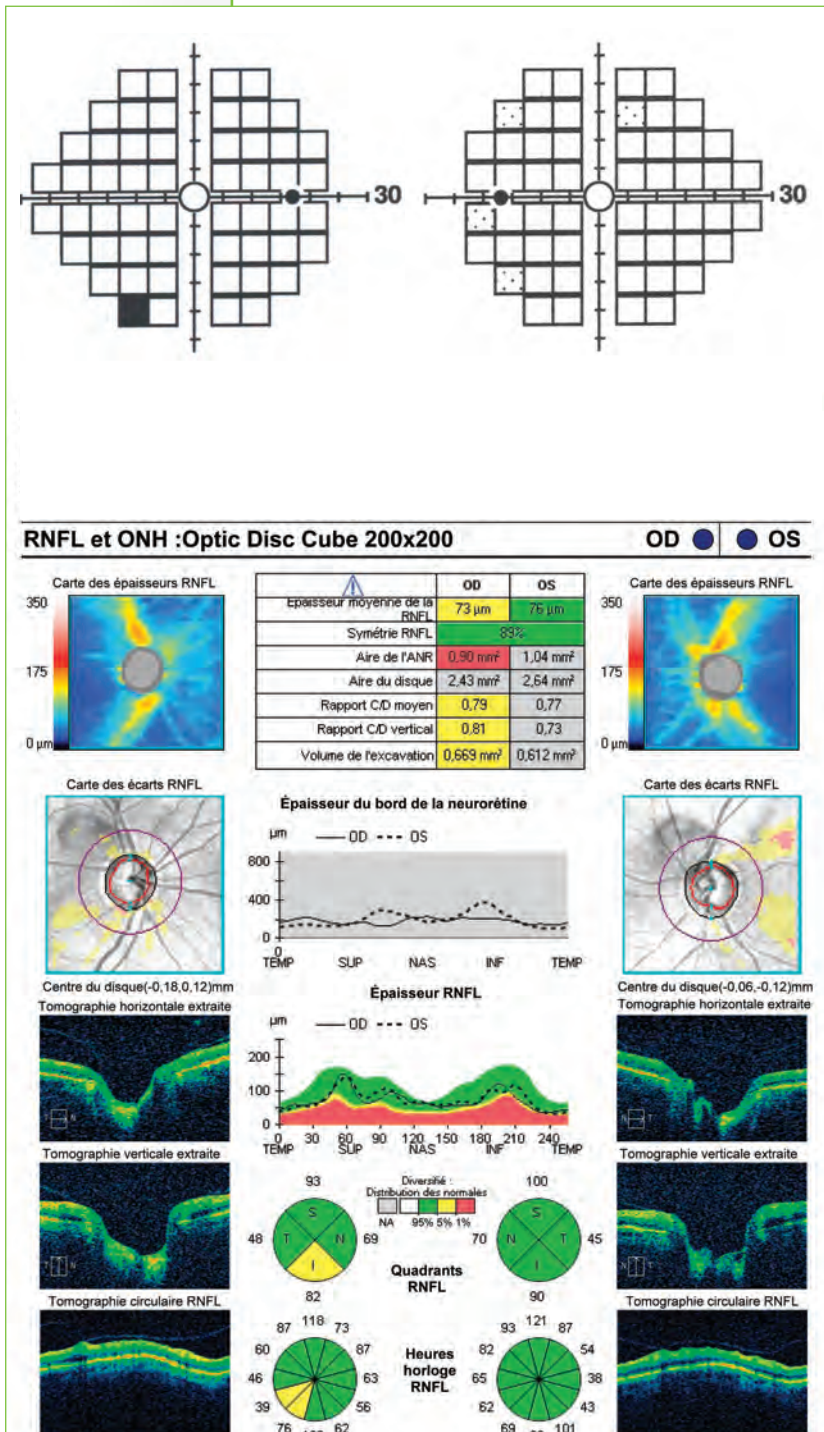 30
30
RNFL et ONH :Optic Disc Cube 200x200
OD OS
Carte des épaisseurs RNFL
350
175
0 µm
OD OS
Épaisseur moyenne de la RNFL 73 µm 76 µm
Symétrie RNFL 89%
Aire de l'ANR 0,90 mm² 1,04 mm²
Aire du disque 2,43 mm² 2,64 mm²
Rapport C/D moyen 0,79 0,77
Rapport C/D vertical 0,81 0,73
Volume de l'excavation 0,669 mm³ 0,612 mm³
Carte des épaisseurs RNFL
350
175
0 µm
Carte des écarts RNFL
Centre du disque(-0,18,0,12)mm
Épaisseur du bord de la neurorétine
µm OD OS
800
400
0
0
TEMP SUP NAS INF TEMP
Carte des écarts RNFL
Centre du disque(-0,06,-0,12)mm
Tomographie horizontale extraite
T N
Épaisseur RNFL
µm OD OS
200
100
0
0 30 60 90 120 150 180 210 240
TEMP SUP NAS INF TEMP
Tomographie horizontale extraite
N T
Tomographie verticale extraite
T N
93
S
48 T N 69
I
82
Diversifié :
Distribution des normales
NA 95% 5% 1%
Quadrants
RNFL
100
S
70 N T 45
I
90
Tomographie verticale extraite
N T
Tomographie circulaire RNFL
118
87 73
60 87
46 63
39 56
76 62
Heures
horloge
RNFL
121
93 87
82 54
65 38
62 43
69 101
Tomographie circulaire RNFL